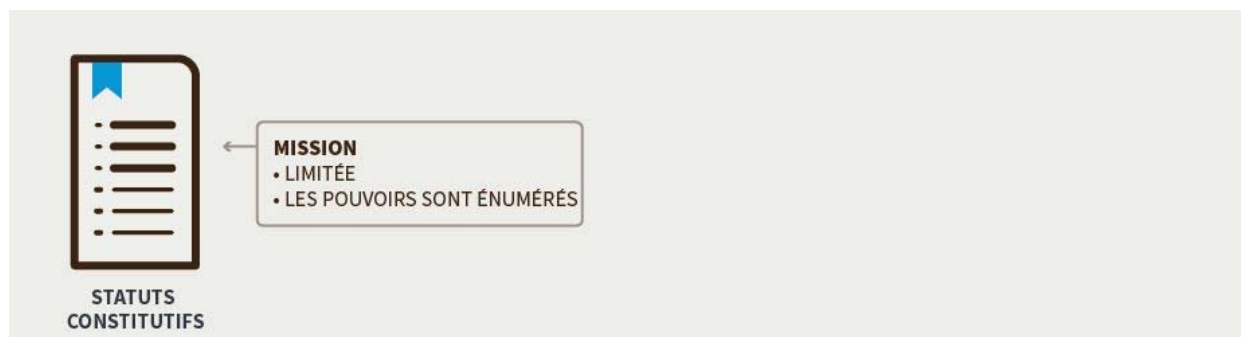 MISSION
• LIMITÉE
• LES POUVOIRS SONT ÉNUMÉRÉS
STATUTS
CONSTITUTIFS